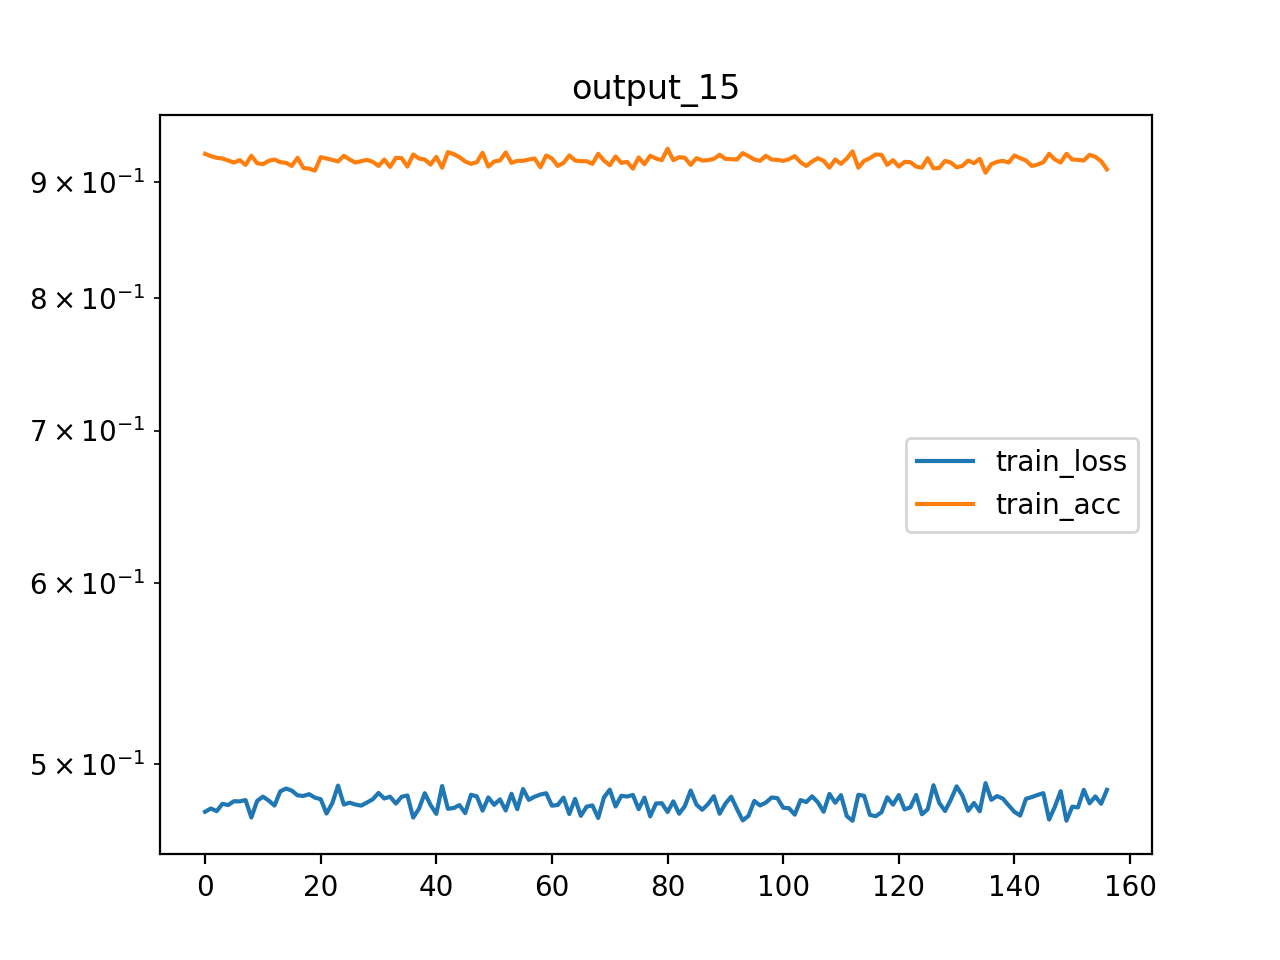 output_15
9 × 10⁻¹
8 × 10⁻¹
7 × 10⁻¹
6 × 10⁻¹
5 × 10⁻¹
train_loss
train_acc
0 20 40 60 80 100 120 140 160